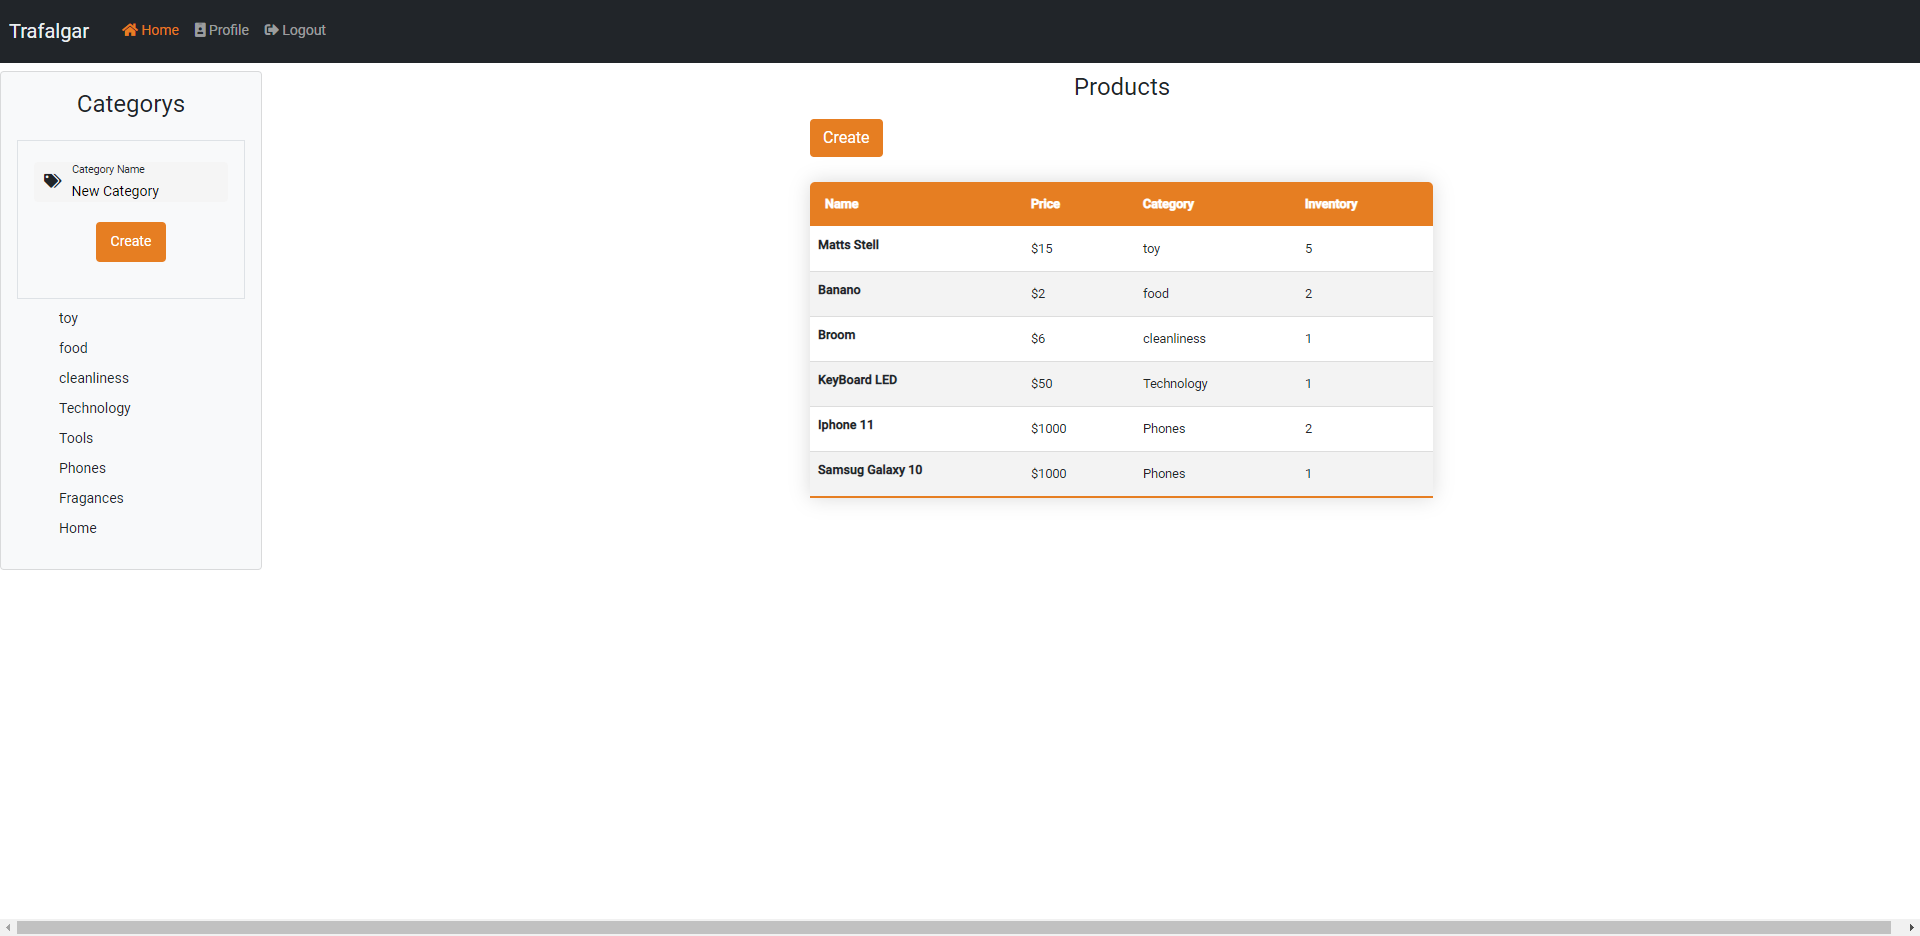 Trafalgar Home Profile Logout
Categorys
Category Name
New Category
Create
toy
food
cleanliness
Technology
Tools
Phones
Fragances
Home
Products
Create
Name Price Category Inventory
Matts Stell $15 toy 5
Banano $2 food 2
Broom $6 cleanliness 1
KeyBoard LED $50 Technology 1
Iphone 11 $1000 Phones 2
Samsug Galaxy 10 $1000 Phones 1